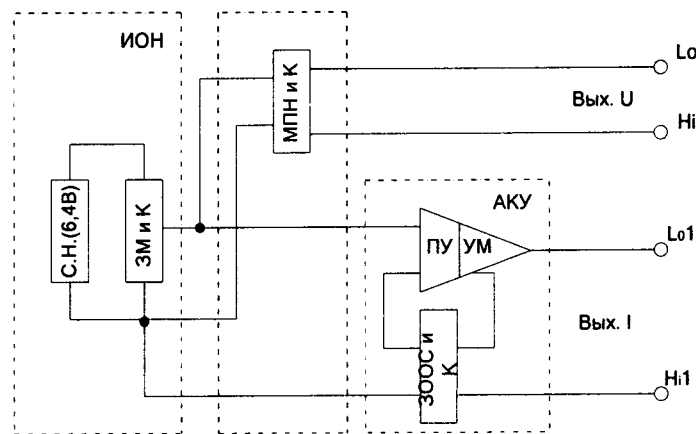 ИОН
МПН и К
Lo
Вых. U
Hi
С.Н.(6,4В)
ЗМ и К
АКУ
ПУ
УМ
Lo1
ЗООС и
К
Вых. I
Hi1